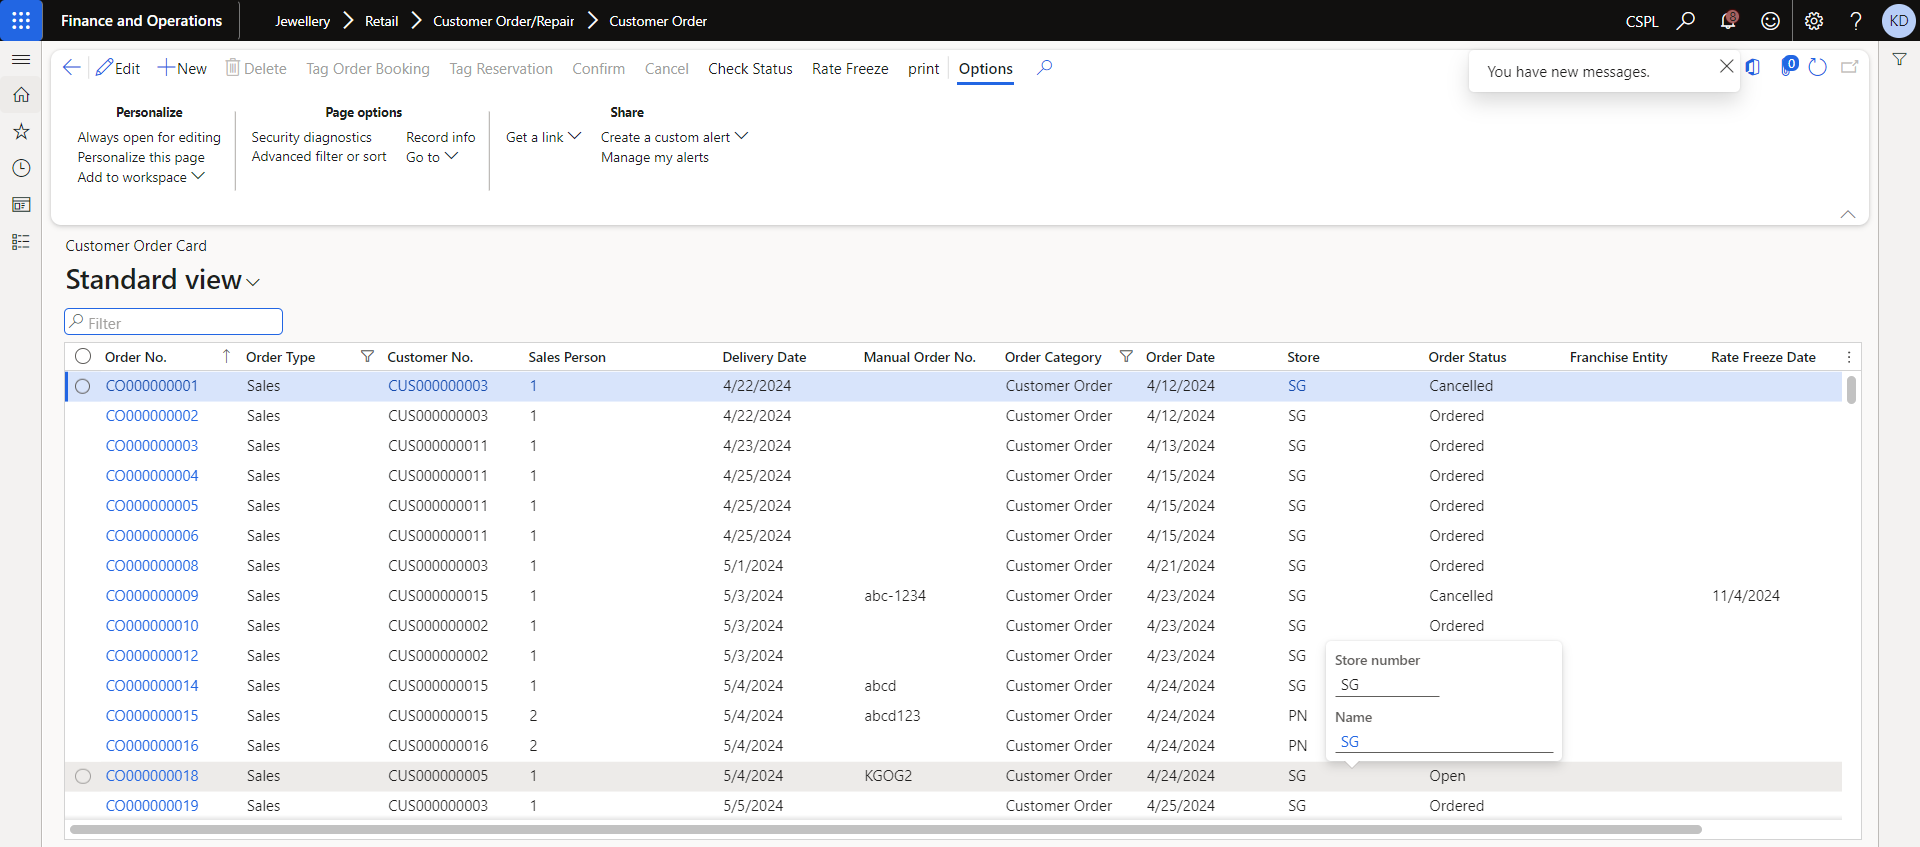 Finance and Operations
Jewellery > Retail > Customer Order/Repair > Customer Order
CSPL 8 ? KD
Edit New Delete Tag Order Booking Tag Reservation Confirm Cancel Check Status Rate Freeze print Options
You have new messages.
0
Personalize Page options Share
Always open for editing Security diagnostics Record info Get a link Create a custom alert
Personalize this page Advanced filter or sort Go to Manage my alerts
Add to workspace
Customer Order Card
Standard view
Filter
Order No. Order Type Customer No. Sales Person Delivery Date Manual Order No. Order Category Order Date Store Order Status Franchise Entity Rate Freeze Date
CO000000001 Sales CUS000000003 1 4/22/2024 Customer Order 4/12/2024 SG Cancelled
CO000000002 Sales CUS000000003 1 4/22/2024 Customer Order 4/12/2024 SG Ordered
CO000000003 Sales CUS000000011 1 4/23/2024 Customer Order 4/13/2024 SG Ordered
CO000000004 Sales CUS000000011 1 4/25/2024 Customer Order 4/15/2024 SG Ordered
CO000000005 Sales CUS000000011 1 4/25/2024 Customer Order 4/15/2024 SG Ordered
CO000000006 Sales CUS000000011 1 4/25/2024 Customer Order 4/15/2024 SG Ordered
CO000000008 Sales CUS000000003 1 5/1/2024 Customer Order 4/21/2024 SG Ordered
CO000000009 Sales CUS000000015 1 5/3/2024 abc-1234 Customer Order 4/23/2024 SG Cancelled 11/4/2024
CO000000010 Sales CUS000000002 1 5/3/2024 Customer Order 4/23/2024 SG Ordered
CO000000012 Sales CUS000000002 1 5/3/2024 Customer Order 4/23/2024 SG
CO000000014 Sales CUS000000015 1 5/4/2024 abcd Customer Order 4/24/2024 SG
CO000000015 Sales CUS000000015 2 5/4/2024 abcd123 Customer Order 4/24/2024 PN
CO000000016 Sales CUS000000016 2 5/4/2024 Customer Order 4/24/2024 PN
CO000000018 Sales CUS000000005 1 5/4/2024 KGOG2 Customer Order 4/24/2024 SG Open
CO000000019 Sales CUS000000003 1 5/5/2024 Customer Order 4/25/2024 SG Ordered
Store number
SG
Name
SG